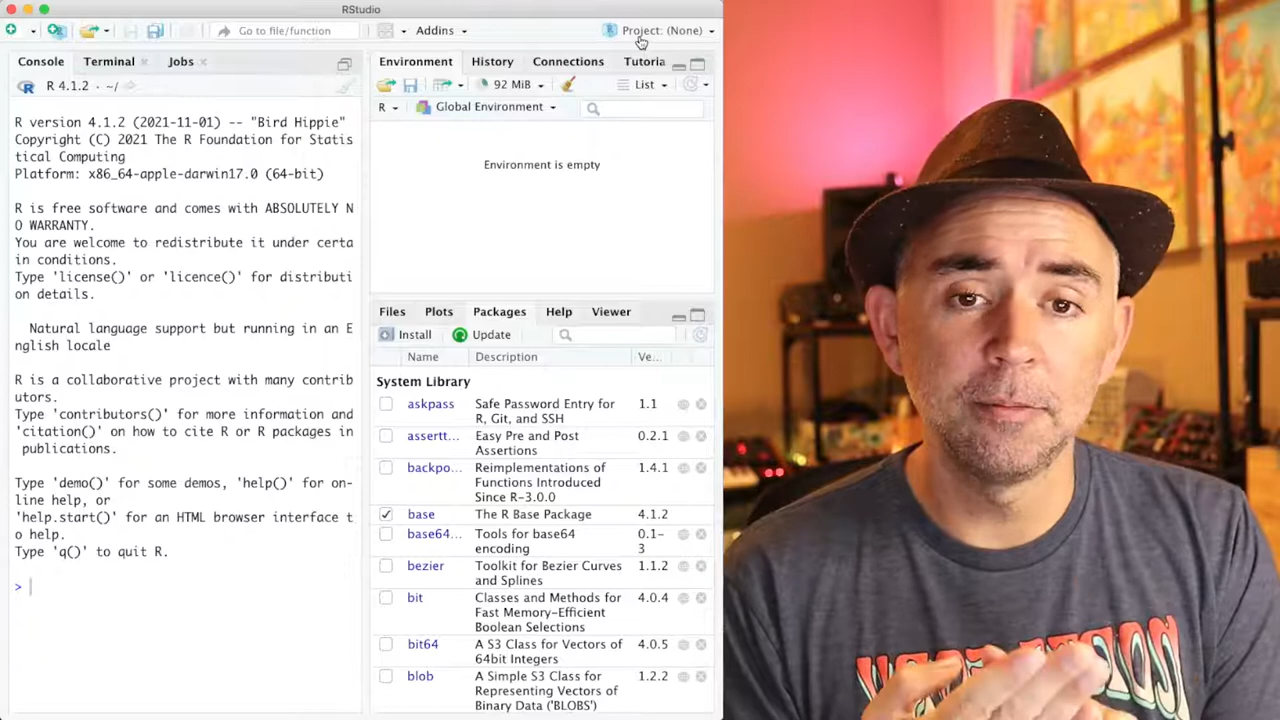 RStudio
Go to file/function
Addins
Project: (None)
Console
Terminal
Jobs
R 4.1.2 · ~/
R version 4.1.2 (2021-11-01) -- "Bird Hippie"
Copyright (C) 2021 The R Foundation for Statis
tical Computing
Platform: x86_64-apple-darwin17.0 (64-bit)
R is free software and comes with ABSOLUTELY N
O WARRANTY.
You are welcome to redistribute it under certa
in conditions.
Type 'license()' or 'licence()' for distributi
on details.
Natural language support but running in an E
nglish locale
R is a collaborative project with many contrib
utors.
Type 'contributors()' for more information and
'citation()' on how to cite R or R packages in
publications.
Type 'demo()' for some demos, 'help()' for on-
line help, or
'help.start()' for an HTML browser interface t
o help.
Type 'q()' to quit R.
>
Environment
History
Connections
Tutoria
92 MiB
List
R
Global Environment
Environment is empty
Files
Plots
Packages
Help
Viewer
Install
Update
Name
Description
Ve...
System Library
askpass
Safe Password Entry for
R, Git, and SSH
1.1
assertt...
Easy Pre and Post
Assertions
0.2.1
backpo...
Reimplementations of
Functions Introduced
Since R-3.0.0
1.4.1
base
The R Base Package
4.1.2
base64...
Tools for base64
encoding
0.1-
3
bezier
Toolkit for Bezier Curves
and Splines
1.1.2
bit
Classes and Methods for
Fast Memory-Efficient
Boolean Selections
4.0.4
bit64
A S3 Class for Vectors of
64bit Integers
4.0.5
blob
A Simple S3 Class for
Representing Vectors of
Binary Data ('BLOBS')
1.2.2